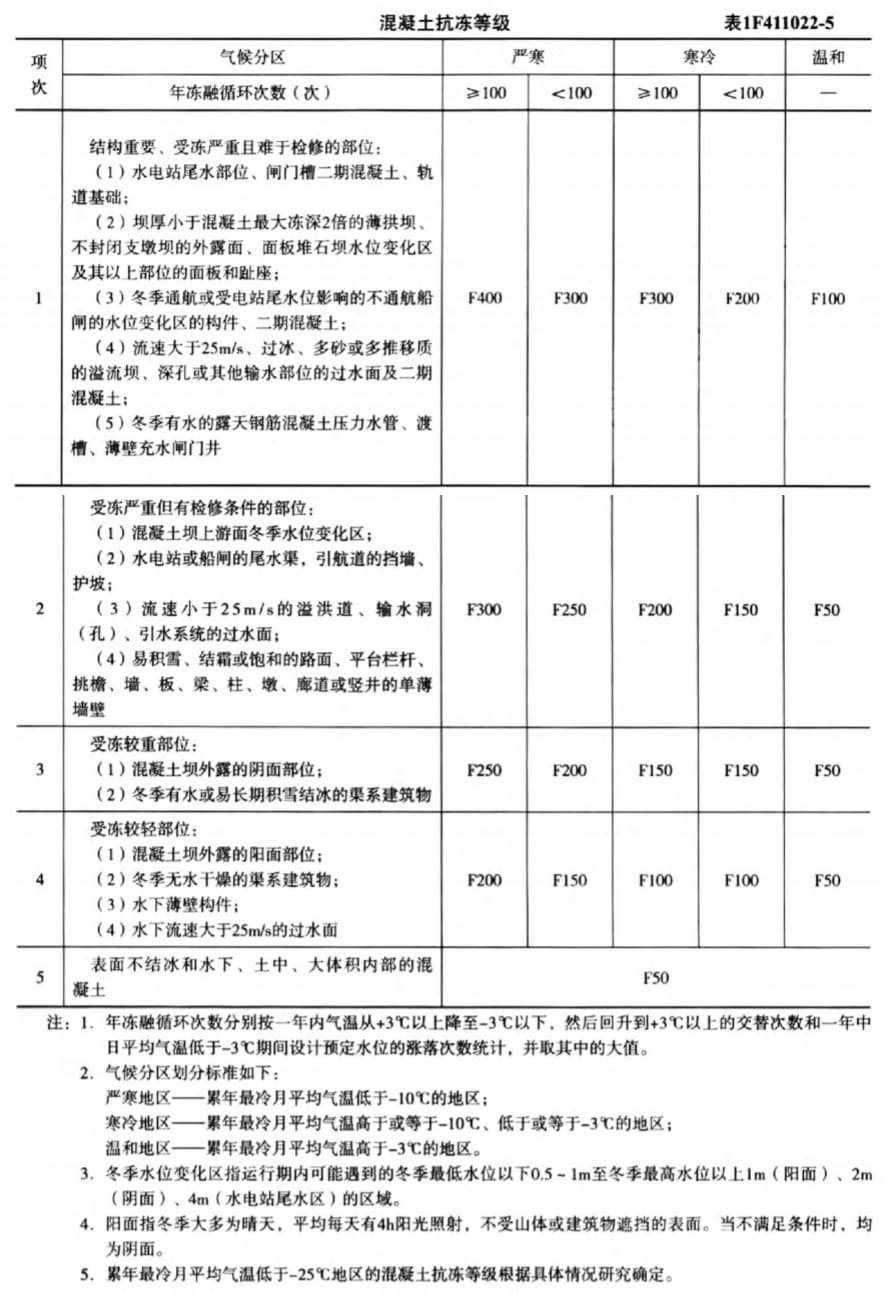 混凝土抗冻等级 表1F411022-5
项次 气候分区 严寒 寒冷 温和
年冻融循环次数（次） ≥100 <100 ≥100 <100 —
结构重要、受冻严重且难于检修的部位：
（1）水电站尾水部位、闸门槽二期混凝土、轨
道基础；
（2）坝厚小于混凝土最大冻深2倍的薄拱坝、
不封闭支墩坝的外露面、面板堆石坝水位变化区
及其以上部位的面板和趾座；
1 （3）冬季通航或受电站尾水位影响的不通航船 F400 F300 F300 F200 F100
闸的水位变化区的构件、二期混凝土；
（4）流速大于25m/s、过冰、多砂或多推移质
的溢流坝、深孔或其他输水部位的过水面及二期
混凝土；
（5）冬季有水的露天钢筋混凝土压力水管、渡
槽、薄壁充水闸门井
受冻严重但有检修条件的部位：
（1）混凝土坝上游面冬季水位变化区；
（2）水电站或船闸的尾水渠，引航道的挡墙、
护坡；
2 （3）流速小于25m/s的溢洪道、输水洞 F300 F250 F200 F150 F50
（孔）、引水系统的过水面；
（4）易积雪、结霜或饱和的路面、平台栏杆、
挑檐、墙、板、梁、柱、墩、廊道或竖井的单薄
墙壁
受冻较重部位：
3 （1）混凝土坝外露的阴面部位； F250 F200 F150 F150 F50
（2）冬季有水或易长期积雪结冰的渠系建筑物
受冻较轻部位：
（1）混凝土坝外露的阳面部位；
4 （2）冬季无水干燥的渠系建筑物； F200 F150 F100 F100 F50
（3）水下薄壁构件；
（4）水下流速大于25m/s的过水面
5 表面不结冰和水下、土中、大体积内部的混 F50
凝土
注：1. 年冻融循环次数分别按一年内气温从+3℃以上降至-3℃以下，然后回升到+3℃以上的交替次数和一年中
日平均气温低于-3℃期间设计预定水位的涨落次数统计，并取其中的大值。
2. 气候分区划分标准如下：
严寒地区——累年最冷月平均气温低于-10℃的地区；
寒冷地区——累年最冷月平均气温高于或等于-10℃、低于或等于-3℃的地区；
温和地区——累年最冷月平均气温高于-3℃的地区。
3. 冬季水位变化区指运行期内可能遇到的冬季最低水位以下0.5～1m至冬季最高水位以上1m（阳面）、2m
（阴面）、4m（水电站尾水区）的区域。
4. 阳面指冬季大多为晴天，平均每天有4h阳光照射，不受山体或建筑物遮挡的表面。当不满足条件时，均
为阴面。
5. 累年最冷月平均气温低于-25℃地区的混凝土抗冻等级根据具体情况研究确定。